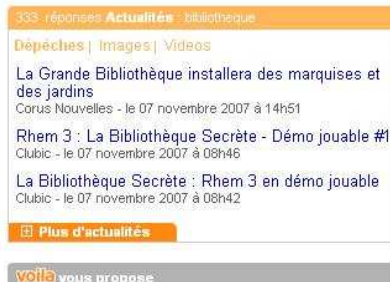 333 réponses Actualités : bibliotheque
Dépêches | Images | Videos
La Grande Bibliothèque installera des marquises et
des jardins
Corus Nouvelles - le 07 novembre 2007 à 14h51
Rhem 3 : La Bibliothèque Secrète - Démo jouable #1
Clubic - le 07 novembre 2007 à 08h46
La Bibliothèque Secrète : Rhem 3 en démo jouable
Clubic - le 07 novembre 2007 à 08h42
Plus d'actualités
voila vous propose